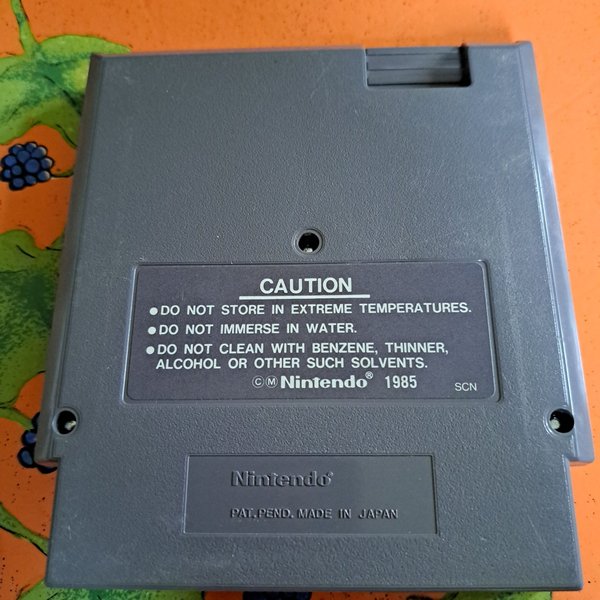 CAUTION
●DO NOT STORE IN EXTREME TEMPERATURES.
●DO NOT IMMERSE IN WATER.
●DO NOT CLEAN WITH BENZENE, THINNER,
ALCOHOL OR OTHER SUCH SOLVENTS.
ⒸⓂ Nintendo® 1985 SCN
Nintendo®
PAT. PEND. MADE IN JAPAN